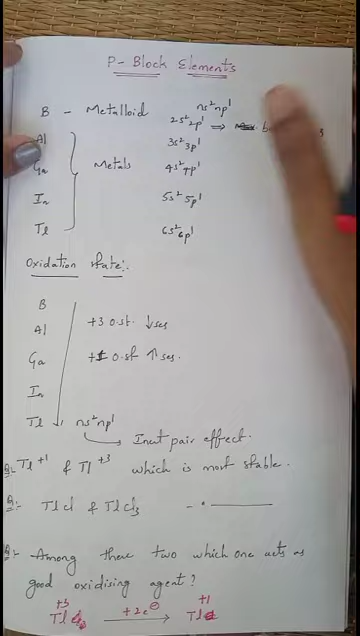 P - Block Elements
B - Metalloid ns²np¹
2s²2p¹ ⇒
Al 3s²3p¹
Ga Metals 4s²4p¹
In 5s²5p¹
Tl 6s²6p¹
Oxidation state:-
B
Al +3 o.st. ↓ses
Ga +1 o.st ↑ses.
In
Tl ns²np¹
→ Inert pair effect.
Q:- Tl⁺¹ & Tl⁺³ which is most stable.
Q:- TlCl & TlCl₃
Q:- Among these two which one acts as
good oxidising agent?
+3 +1
Tl +2e⊖ → Tl